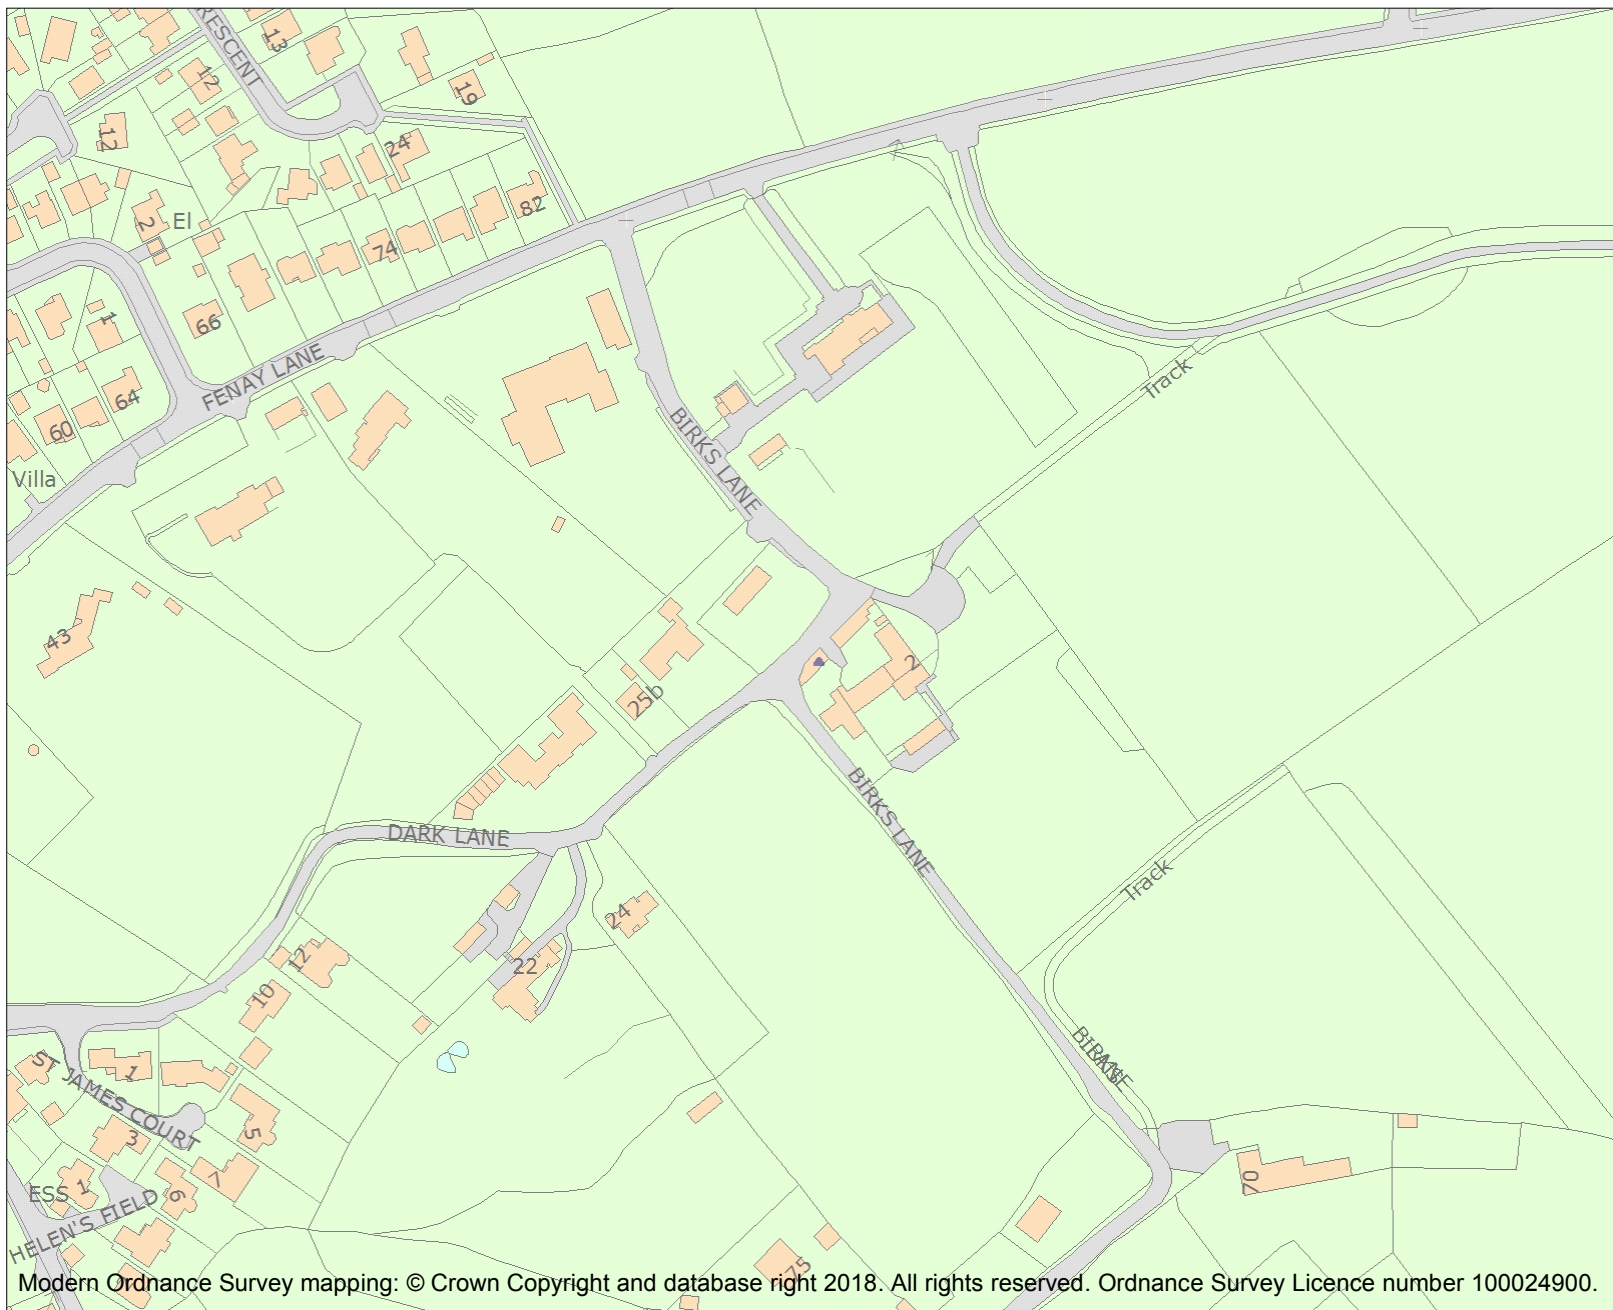 RESCENT
13
12
19
12
24
82
2
El
74
1
66
FENAY LANE
64
60
Villa
Track
BIRKS LANE
43
2
25b
BIRKS LANE
DARK LANE
Track
24
22
12
10
ST JAMES COURT
1
3
5
7
6
ESS
1
HELEN'S FIELD
70
75
Modern Ordnance Survey mapping: © Crown Copyright and database right 2018. All rights reserved. Ordnance Survey Licence number 100024900.